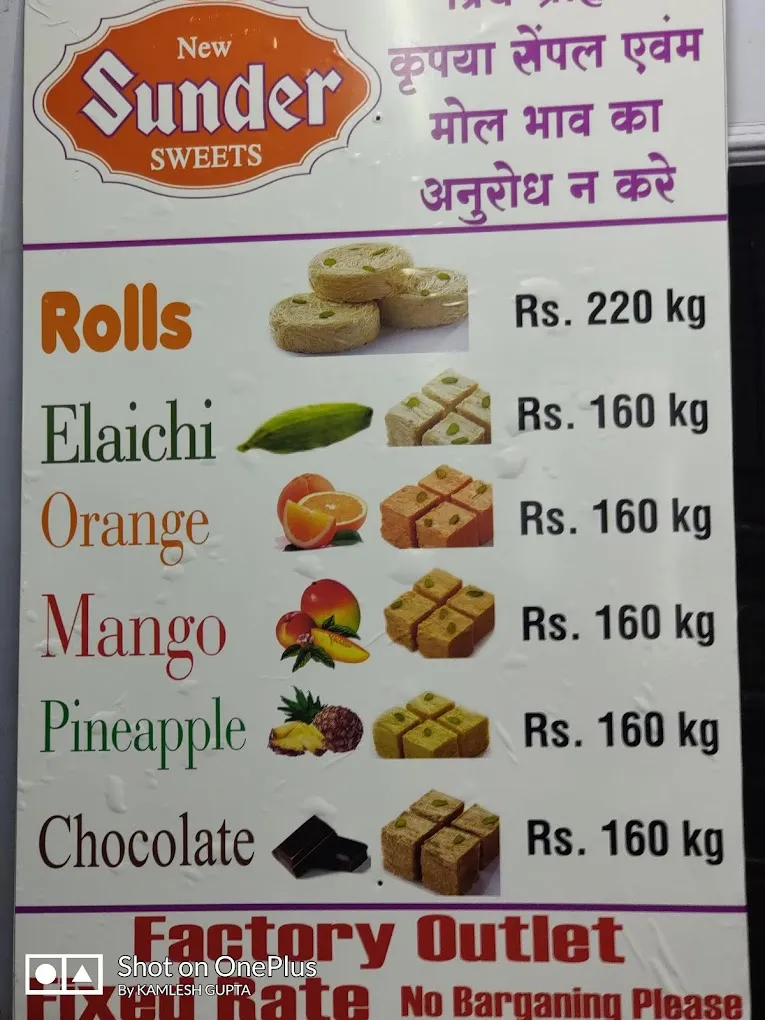 New
Sunder
SWEETS
कृपया सेंपल एवंम
मोल भाव का
अनुरोध न करे
Rolls Rs. 220 kg
Elaichi Rs. 160 kg
Orange Rs. 160 kg
Mango Rs. 160 kg
Pineapple Rs. 160 kg
Chocolate Rs. 160 kg
Factory Outlet
Fixed Rate No Barganing Please
Shot on OnePlus
By KAMLESH GUPTA